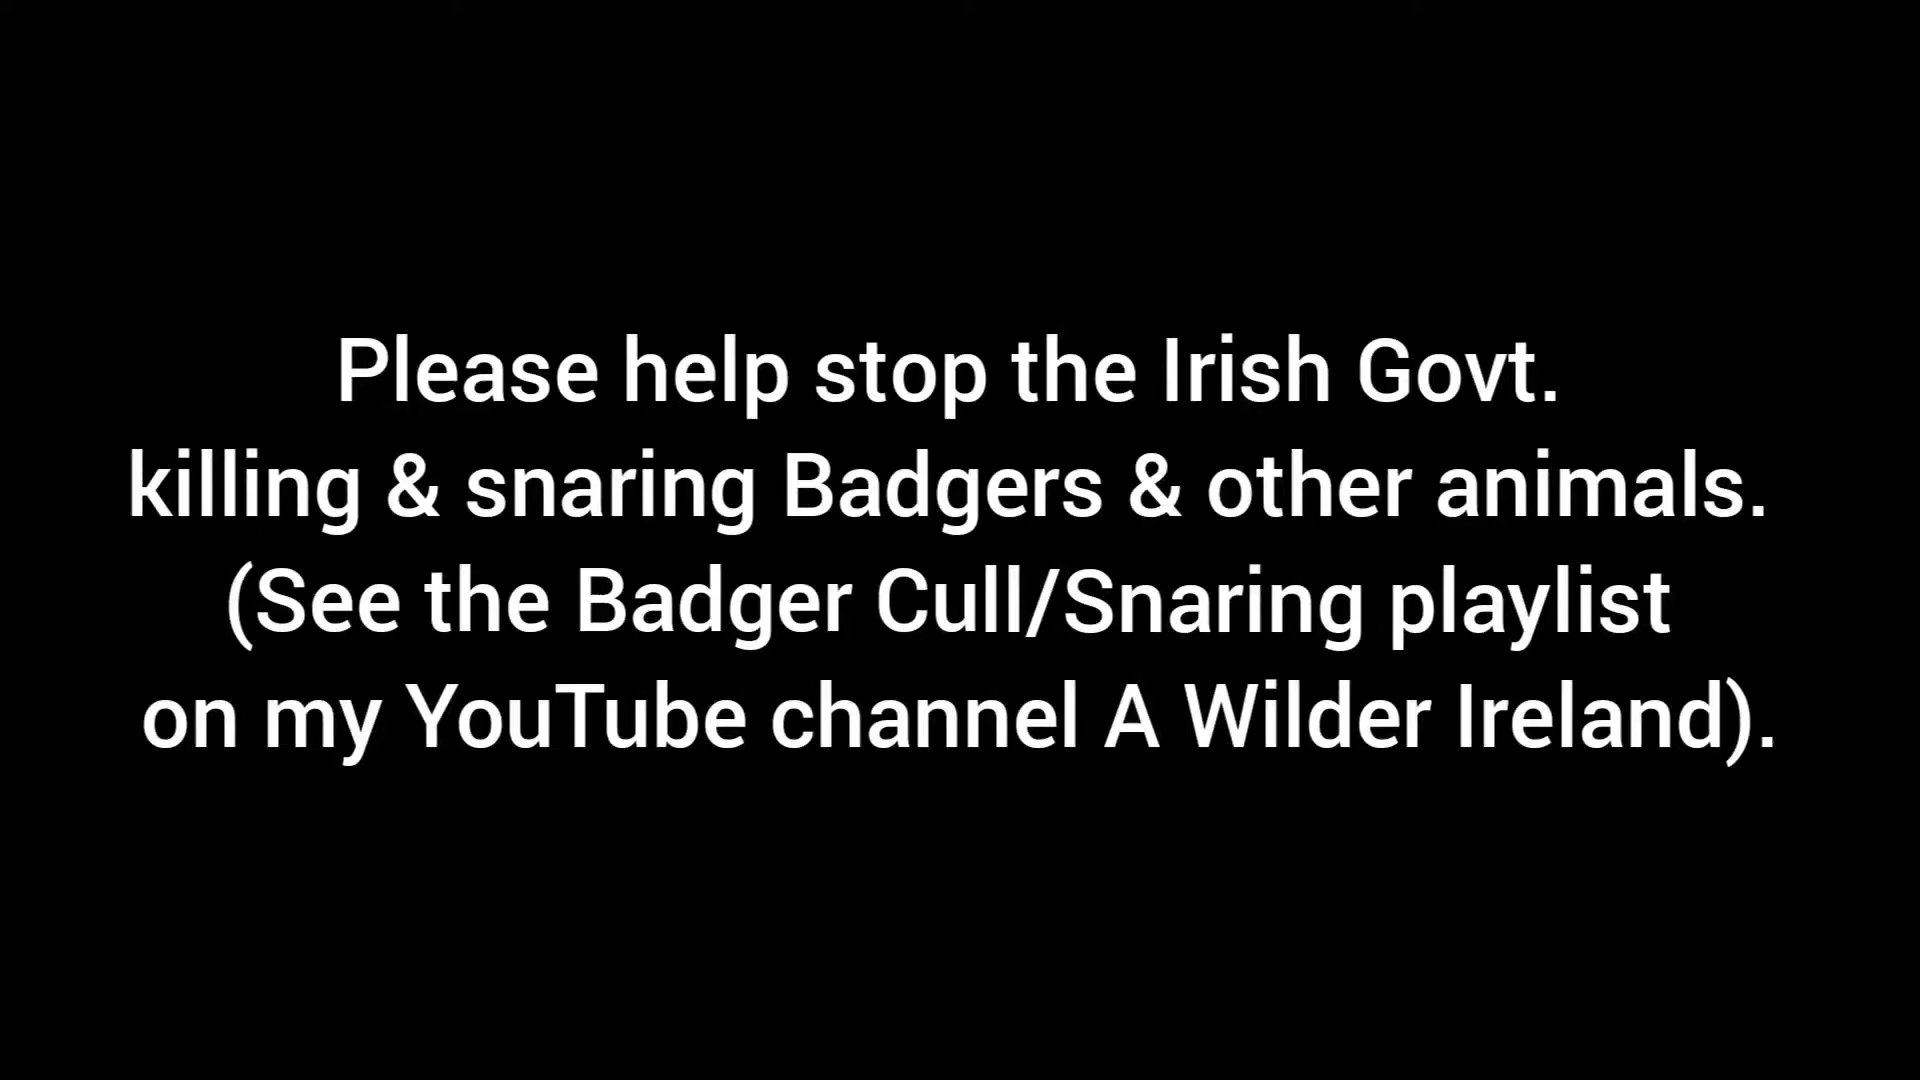 Please help stop the Irish Govt.
killing & snaring Badgers & other animals.
(See the Badger Cull/Snaring playlist
on my YouTube channel A Wilder Ireland).